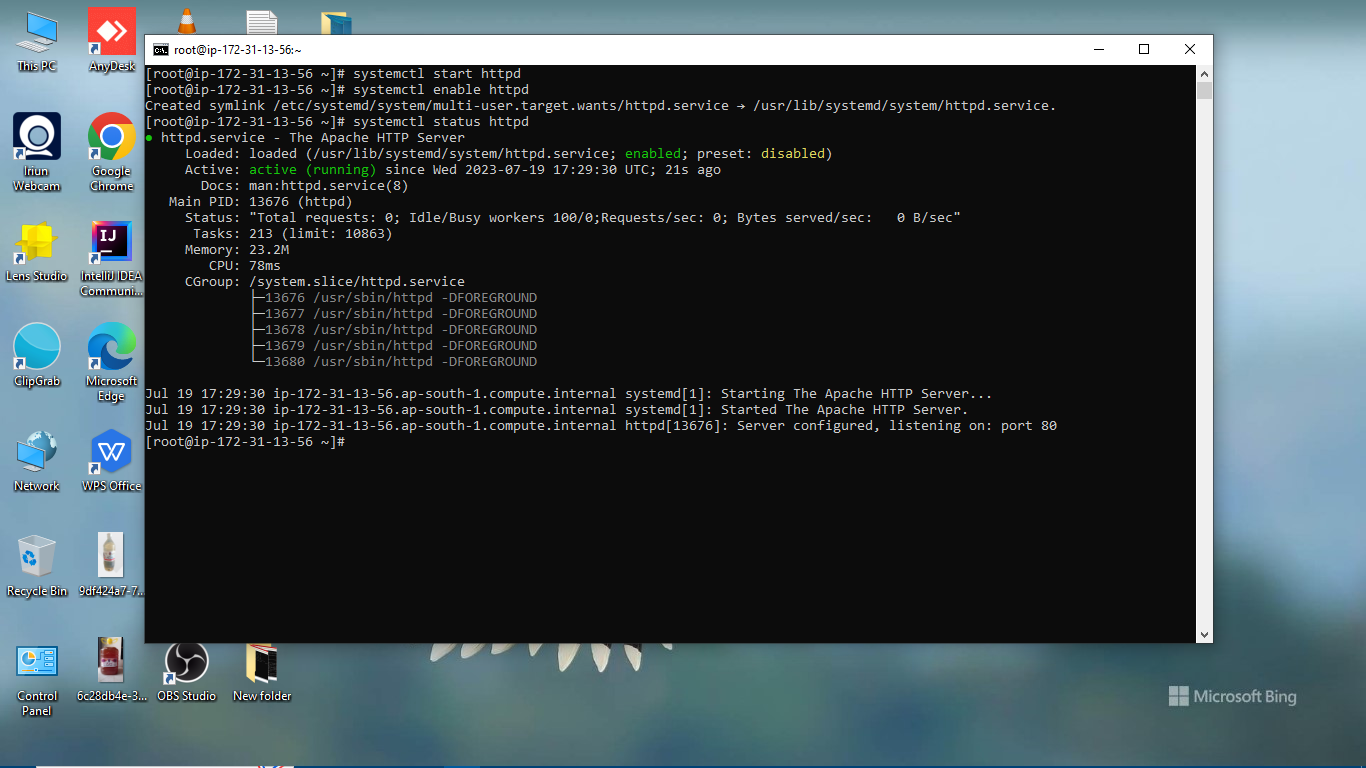 This PC
AnyDesk
Iriun
Webcam
Google
Chrome
Lens Studio
IJ
IntelliJ IDEA
Communi...
ClipGrab
Microsoft
Edge
Network
WPS Office
Recycle Bin
9df424a7-7...
Control
Panel
6c28db4e-3...
OBS Studio
New folder
root@ip-172-31-13-56:~
[root@ip-172-31-13-56 ~]# systemctl start httpd
[root@ip-172-31-13-56 ~]# systemctl enable httpd
Created symlink /etc/systemd/system/multi-user.target.wants/httpd.service → /usr/lib/systemd/system/httpd.service.
[root@ip-172-31-13-56 ~]# systemctl status httpd
● httpd.service - The Apache HTTP Server
Loaded: loaded (/usr/lib/systemd/system/httpd.service; enabled; preset: disabled)
Active: active (running) since Wed 2023-07-19 17:29:30 UTC; 21s ago
Docs: man:httpd.service(8)
Main PID: 13676 (httpd)
Status: "Total requests: 0; Idle/Busy workers 100/0;Requests/sec: 0; Bytes served/sec:   0 B/sec"
Tasks: 213 (limit: 10863)
Memory: 23.2M
CPU: 78ms
CGroup: /system.slice/httpd.service
├─13676 /usr/sbin/httpd -DFOREGROUND
├─13677 /usr/sbin/httpd -DFOREGROUND
├─13678 /usr/sbin/httpd -DFOREGROUND
├─13679 /usr/sbin/httpd -DFOREGROUND
└─13680 /usr/sbin/httpd -DFOREGROUND
Jul 19 17:29:30 ip-172-31-13-56.ap-south-1.compute.internal systemd[1]: Starting The Apache HTTP Server...
Jul 19 17:29:30 ip-172-31-13-56.ap-south-1.compute.internal systemd[1]: Started The Apache HTTP Server.
Jul 19 17:29:30 ip-172-31-13-56.ap-south-1.compute.internal httpd[13676]: Server configured, listening on: port 80
[root@ip-172-31-13-56 ~]#
Microsoft Bing